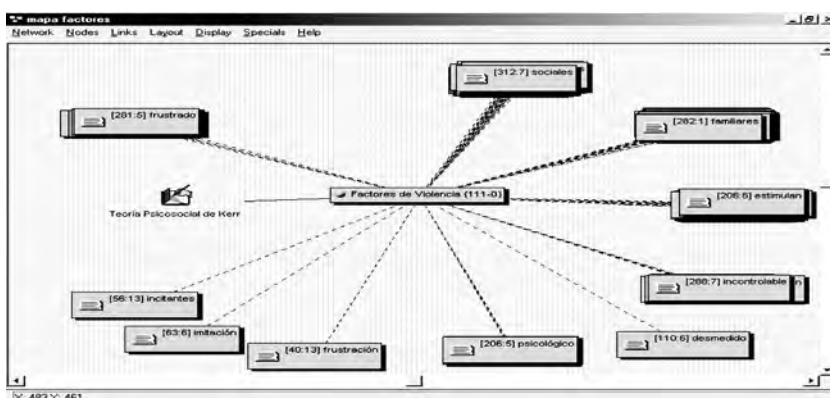 mapa factores
Network Nodes Links Layout Display Specials Help
[312:7] sociales
[281:5] frustrado
[282:1] familiares
Factores de Violencia {111-0}
[206:6] estimulan
Teoría Psicosocial de Kerr
[288:7] incontrolable
[56:13] incitantes
[63:6] imitación
[40:13] frustración
[206:5] psicológico
[110:6] desmedido
X: 483 Y: 461